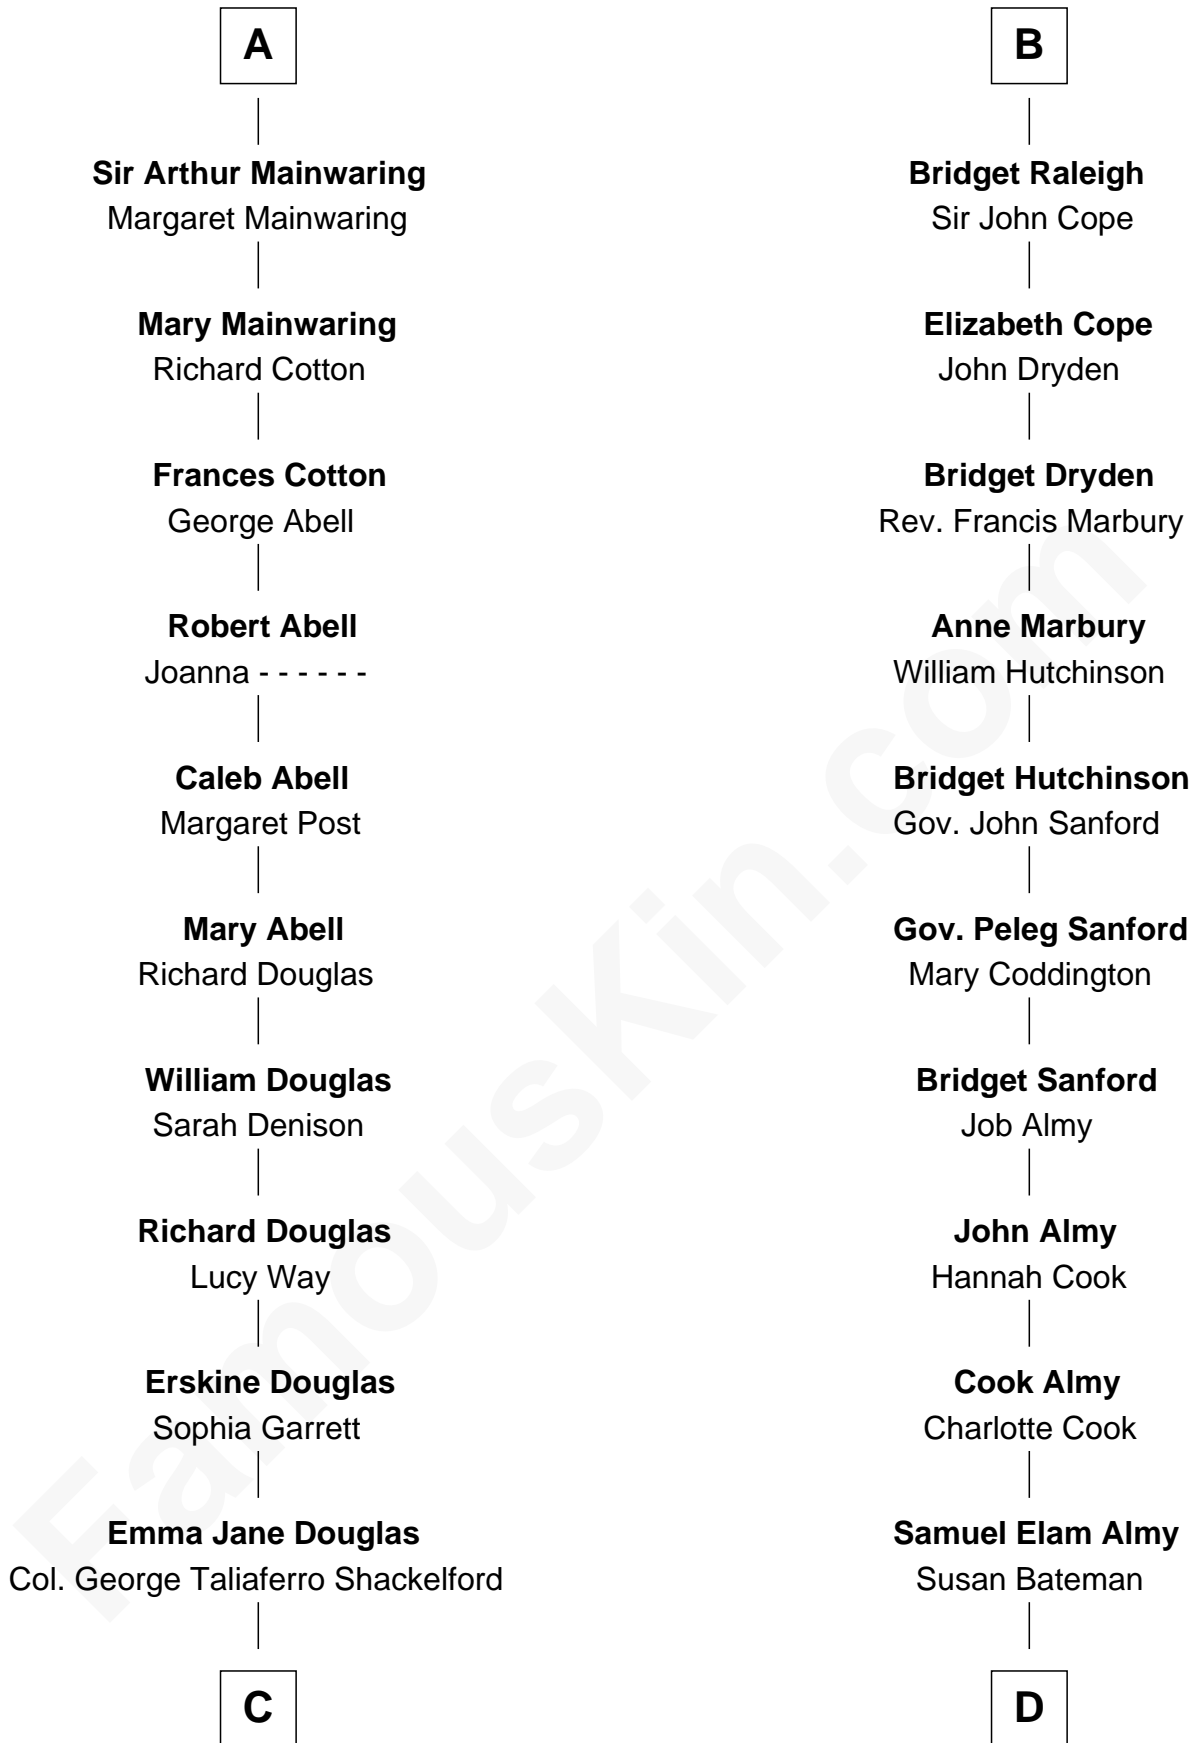 A
Sir Arthur Mainwaring
Margaret Mainwaring
Mary Mainwaring
Richard Cotton
Frances Cotton
George Abell
Robert Abell
Joanna - - - - - -
Caleb Abell
Margaret Post
Mary Abell
Richard Douglas
William Douglas
Sarah Denison
Richard Douglas
Lucy Way
Erskine Douglas
Sophia Garrett
Emma Jane Douglas
Col. George Taliaferro Shackelford
C
B
Bridget Raleigh
Sir John Cope
Elizabeth Cope
John Dryden
Bridget Dryden
Rev. Francis Marbury
Anne Marbury
William Hutchinson
Bridget Hutchinson
Gov. John Sanford
Gov. Peleg Sanford
Mary Coddington
Bridget Sanford
Job Almy
John Almy
Hannah Cook
Cook Almy
Charlotte Cook
Samuel Elam Almy
Susan Bateman
D
FamousKin.com